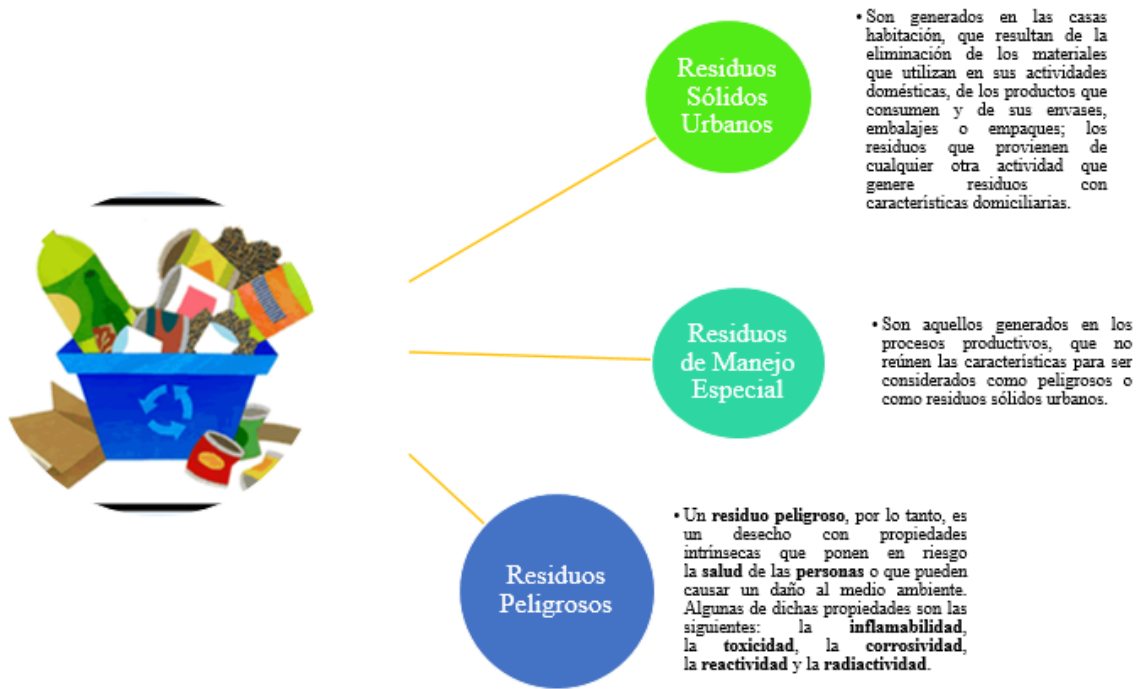 Residuos
Sólidos
Urbanos
• Son generados en las casas
habitación, que resultan de la
eliminación de los materiales
que utilizan en sus actividades
domésticas, de los productos que
consumen y de sus envases,
embalajes o empaques; los
residuos que provienen de
cualquier otra actividad que
genere residuos con
características domiciliarias.
Residuos
de Manejo
Especial
• Son aquellos generados en los
procesos productivos, que no
reúnen las características para ser
considerados como peligrosos o
como residuos sólidos urbanos.
Residuos
Peligrosos
• Un residuo peligroso, por lo tanto, es
un desecho con propiedades
intrínsecas que ponen en riesgo
la salud de las personas o que pueden
causar un daño al medio ambiente.
Algunas de dichas propiedades son las
siguientes: la inflamabilidad,
la toxicidad, la corrosividad,
la reactividad y la radiactividad.